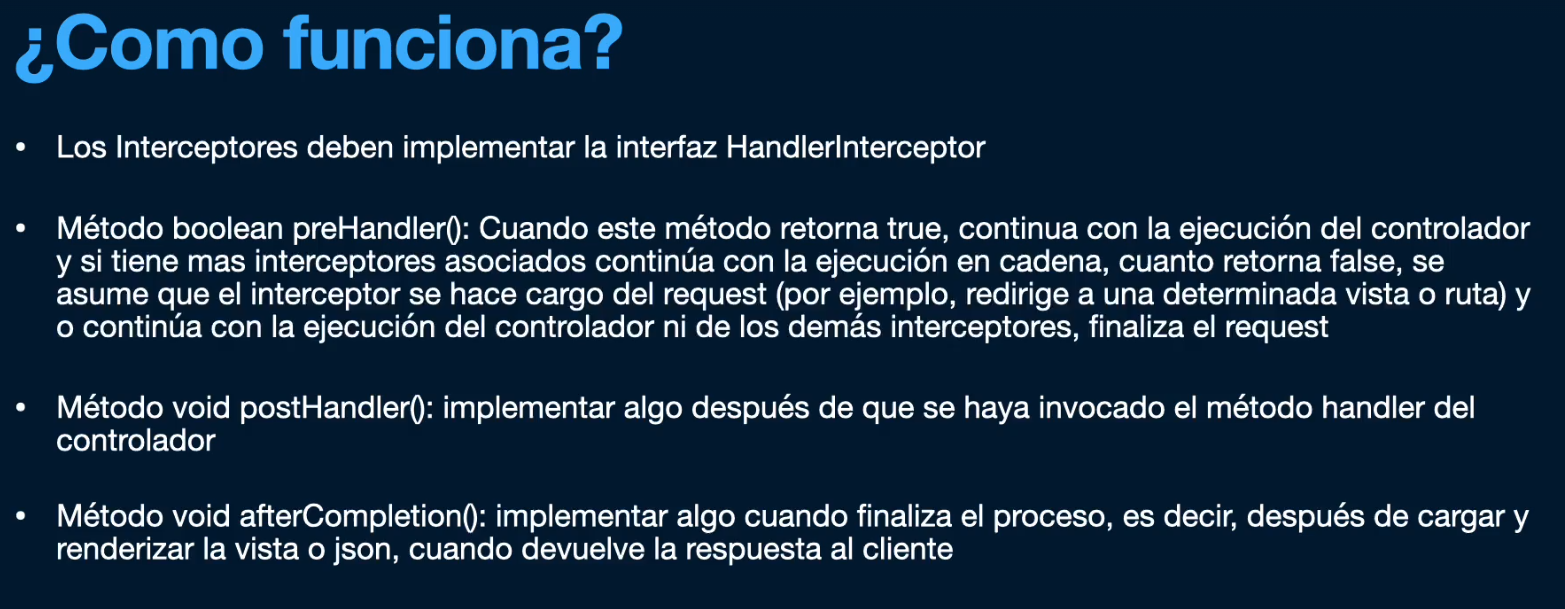 ¿Como funciona?
• Los Interceptores deben implementar la interfaz HandlerInterceptor
• Método boolean preHandler(): Cuando este método retorna true, continua con la ejecución del controlador
y si tiene mas interceptores asociados continúa con la ejecución en cadena, cuanto retorna false, se
asume que el interceptor se hace cargo del request (por ejemplo, redirige a una determinada vista o ruta) y
o continúa con la ejecución del controlador ni de los demás interceptores, finaliza el request
• Método void postHandler(): implementar algo después de que se haya invocado el método handler del
controlador
• Método void afterCompletion(): implementar algo cuando finaliza el proceso, es decir, después de cargar y
renderizar la vista o json, cuando devuelve la respuesta al cliente